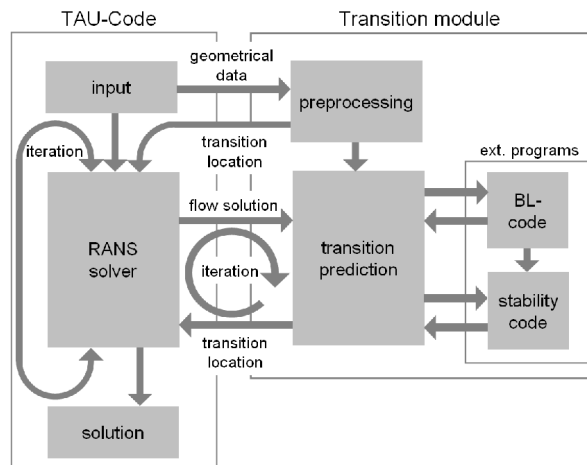 TAU-Code
Transition module
geometrical
data
input
preprocessing
transition
location
iteration
ext. programs
flow solution
BL-
code
RANS
solver
iteration
transition
prediction
stability
code
transition
location
solution